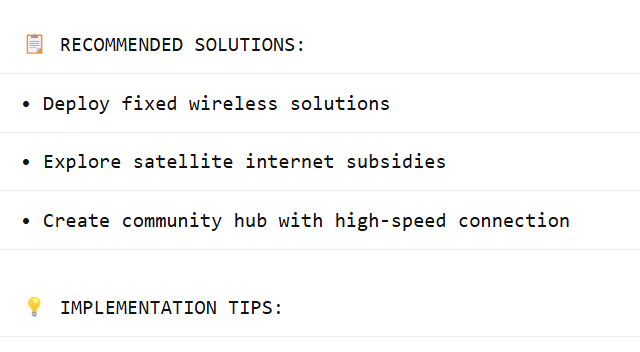 📋 RECOMMENDED SOLUTIONS:
• Deploy fixed wireless solutions
• Explore satellite internet subsidies
• Create community hub with high-speed connection
💡 IMPLEMENTATION TIPS: